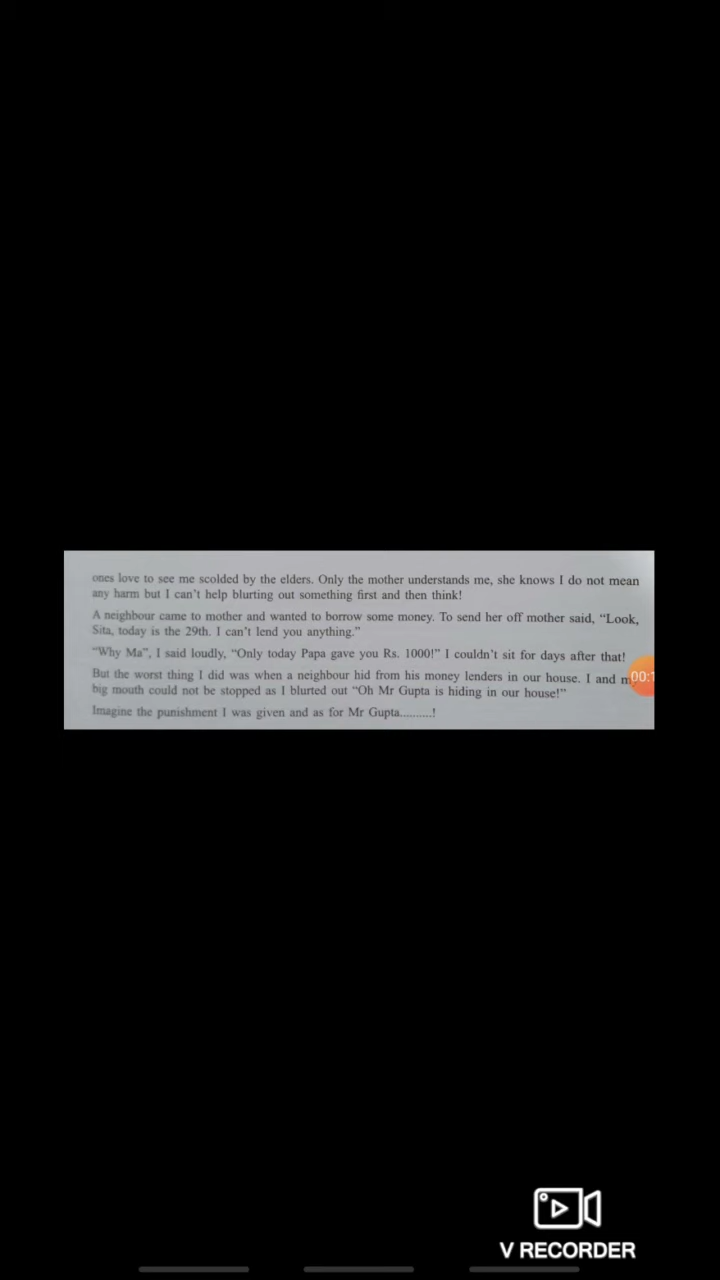 ones love to see me scolded by the elders. Only the mother understands me, she knows I do not mean
any harm but I can't help blurting out something first and then think!
A neighbour came to mother and wanted to borrow some money. To send her off mother said, “Look,
Sita, today is the 29th. I can't lend you anything.”
“Why Ma”, I said loudly, “Only today Papa gave you Rs. 1000!” I couldn't sit for days after that!
But the worst thing I did was when a neighbour hid from his money lenders in our house. I and
big mouth could not be stopped as I blurted out “Oh Mr Gupta is hiding in our house!”
Imagine the punishment I was given and as for Mr Gupta..........!
V RECORDER